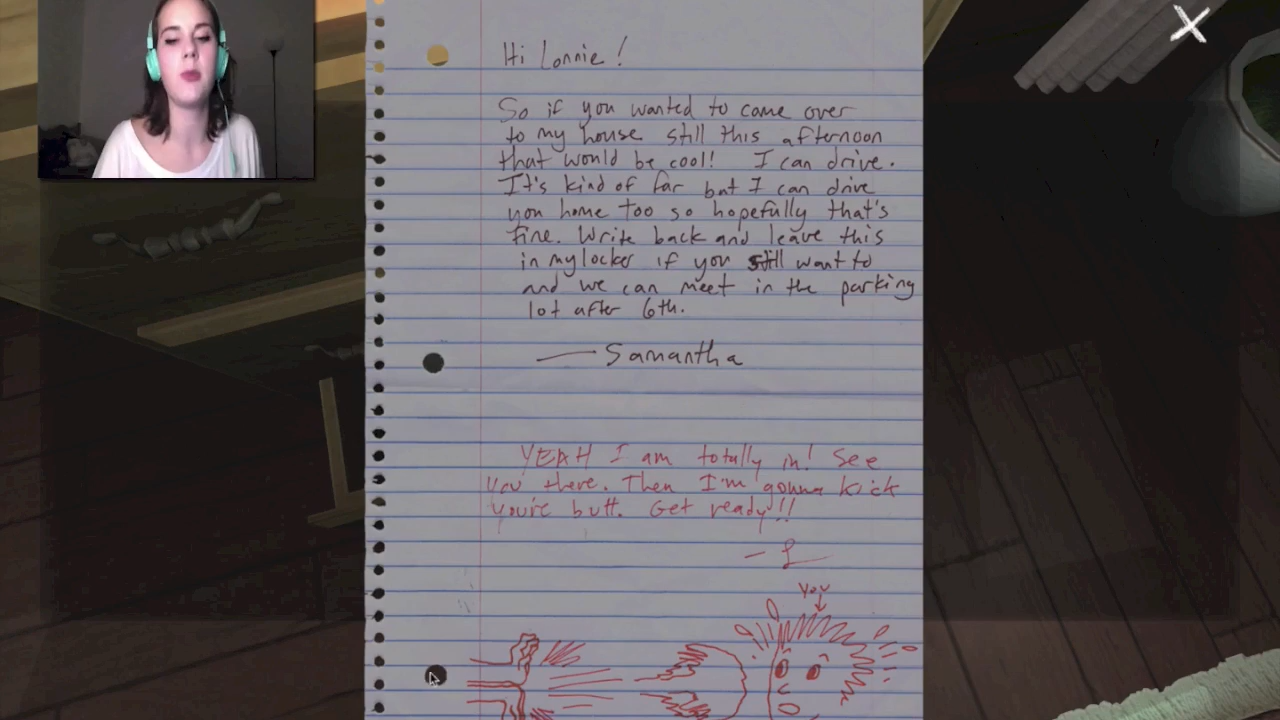 Hi Lonnie!
So if you wanted to come over
to my house still this afternoon
that would be cool! I can drive.
It's kind of far but I can drive
you home too so hopefully that's
fine. Write back and leave this
in my locker if you still want to
and we can meet in the parking
lot after 6th.
— Samantha
YEAH I am totally in! See
you there. Then I'm gonna kick
you're butt. Get ready!!
- L
you